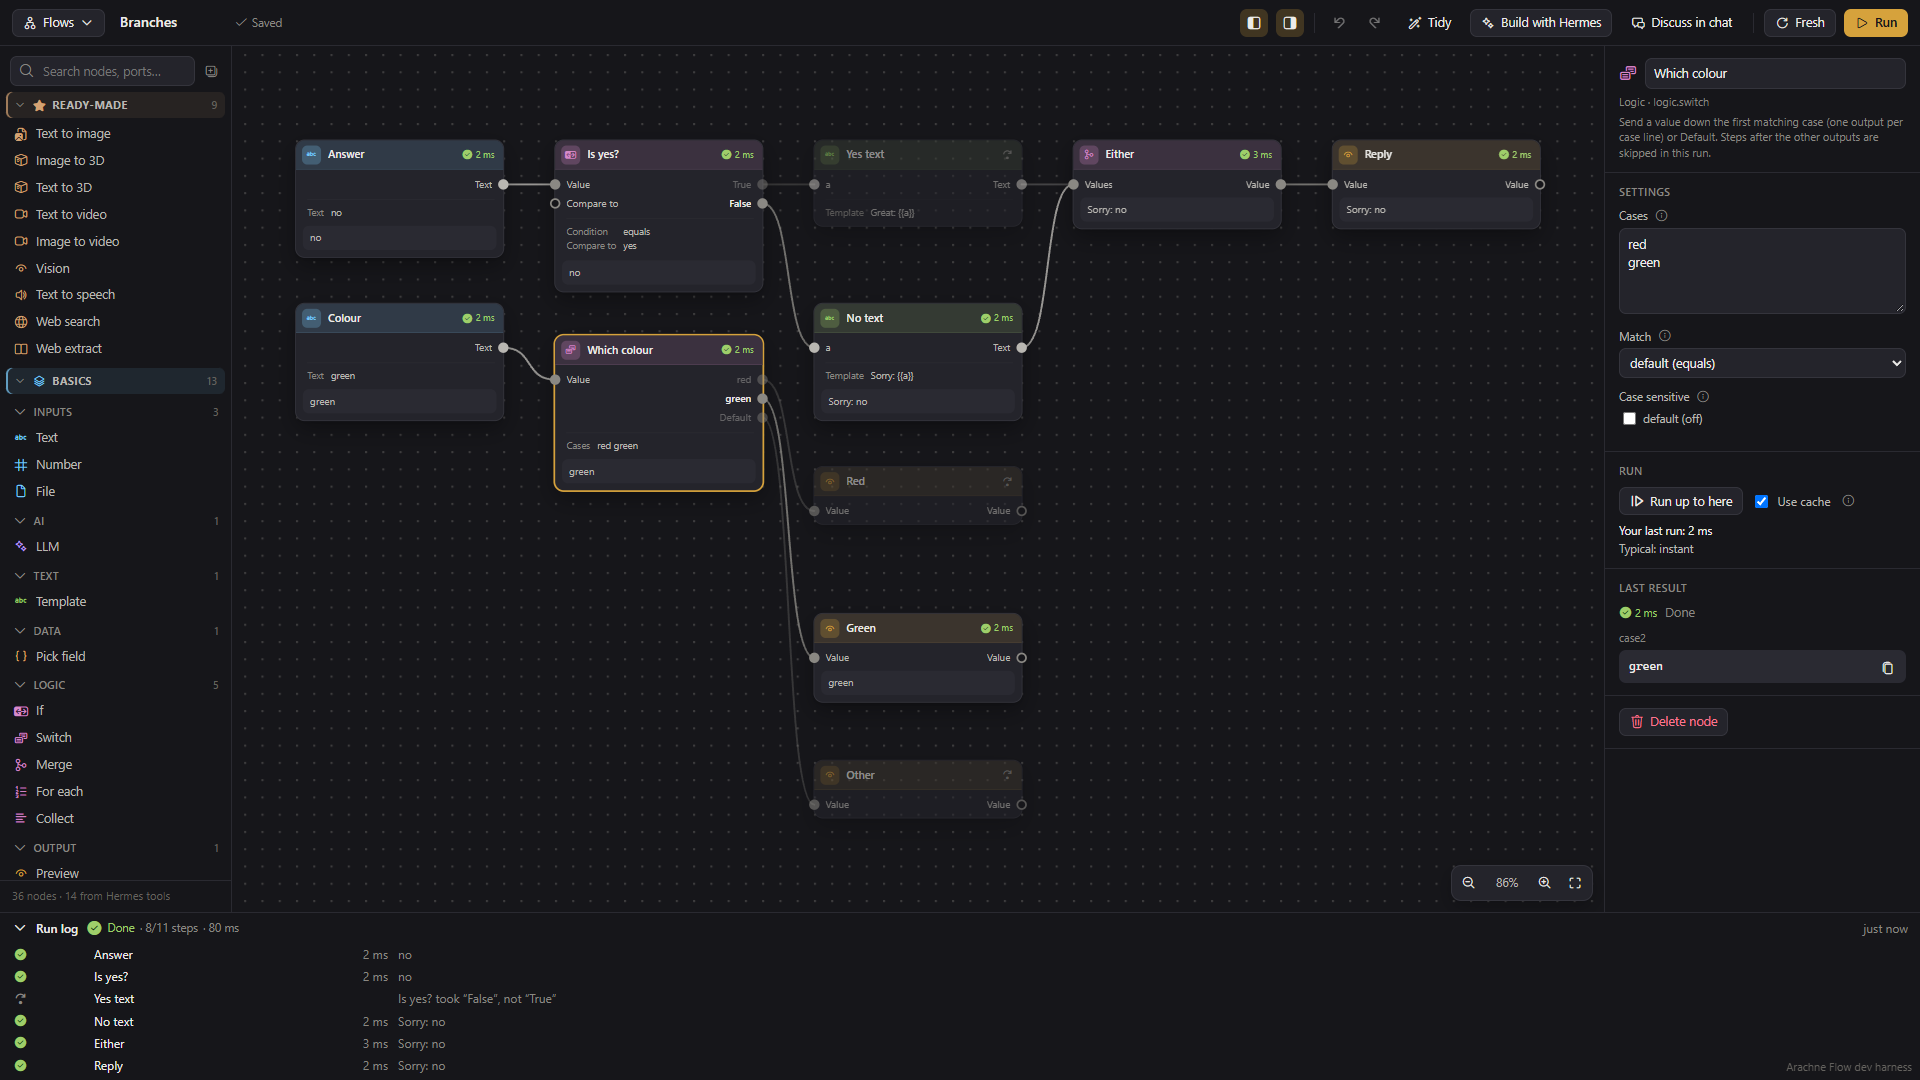 Flows
Branches
Saved
Tidy
Build with Hermes
Discuss in chat
Fresh
Run
Search nodes, ports...
READY-MADE 9
Text to image
Image to 3D
Text to 3D
Text to video
Image to video
Vision
Text to speech
Web search
Web extract
BASICS 13
INPUTS 3
Text
Number
File
AI 1
LLM
TEXT 1
Template
DATA 1
Pick field
LOGIC 5
If
Switch
Merge
For each
Collect
OUTPUT 1
Preview
36 nodes · 14 from Hermes tools
Answer 2 ms
Text
Text no
no
Is yes? 2 ms
Value True
Compare to False
Condition equals
Compare to yes
no
Yes text
a Text
Template Great: {{a}}
Either 3 ms
Values Value
Sorry: no
Reply 2 ms
Value Value
Sorry: no
Colour 2 ms
Text
Text green
green
Which colour 2 ms
Value red
green
Default
Cases red green
green
No text 2 ms
a Text
Template Sorry: {{a}}
Sorry: no
Red
Value Value
Green 2 ms
Value Value
green
Other
Value Value
86%
Which colour
Logic · logic.switch
Send a value down the first matching case (one output per
case line) or Default. Steps after the other outputs are
skipped in this run.
SETTINGS
Cases
red
green
Match
default (equals)
Case sensitive
default (off)
RUN
Run up to here
Use cache
Your last run: 2 ms
Typical: instant
LAST RESULT
2 ms Done
case2
green
Delete node
Run log Done · 8/11 steps · 80 ms
just now
Answer 2 ms no
Is yes? 2 ms no
Yes text Is yes? took “False”, not “True”
No text 2 ms Sorry: no
Either 3 ms Sorry: no
Reply 2 ms Sorry: no
Arachne Flow dev harness